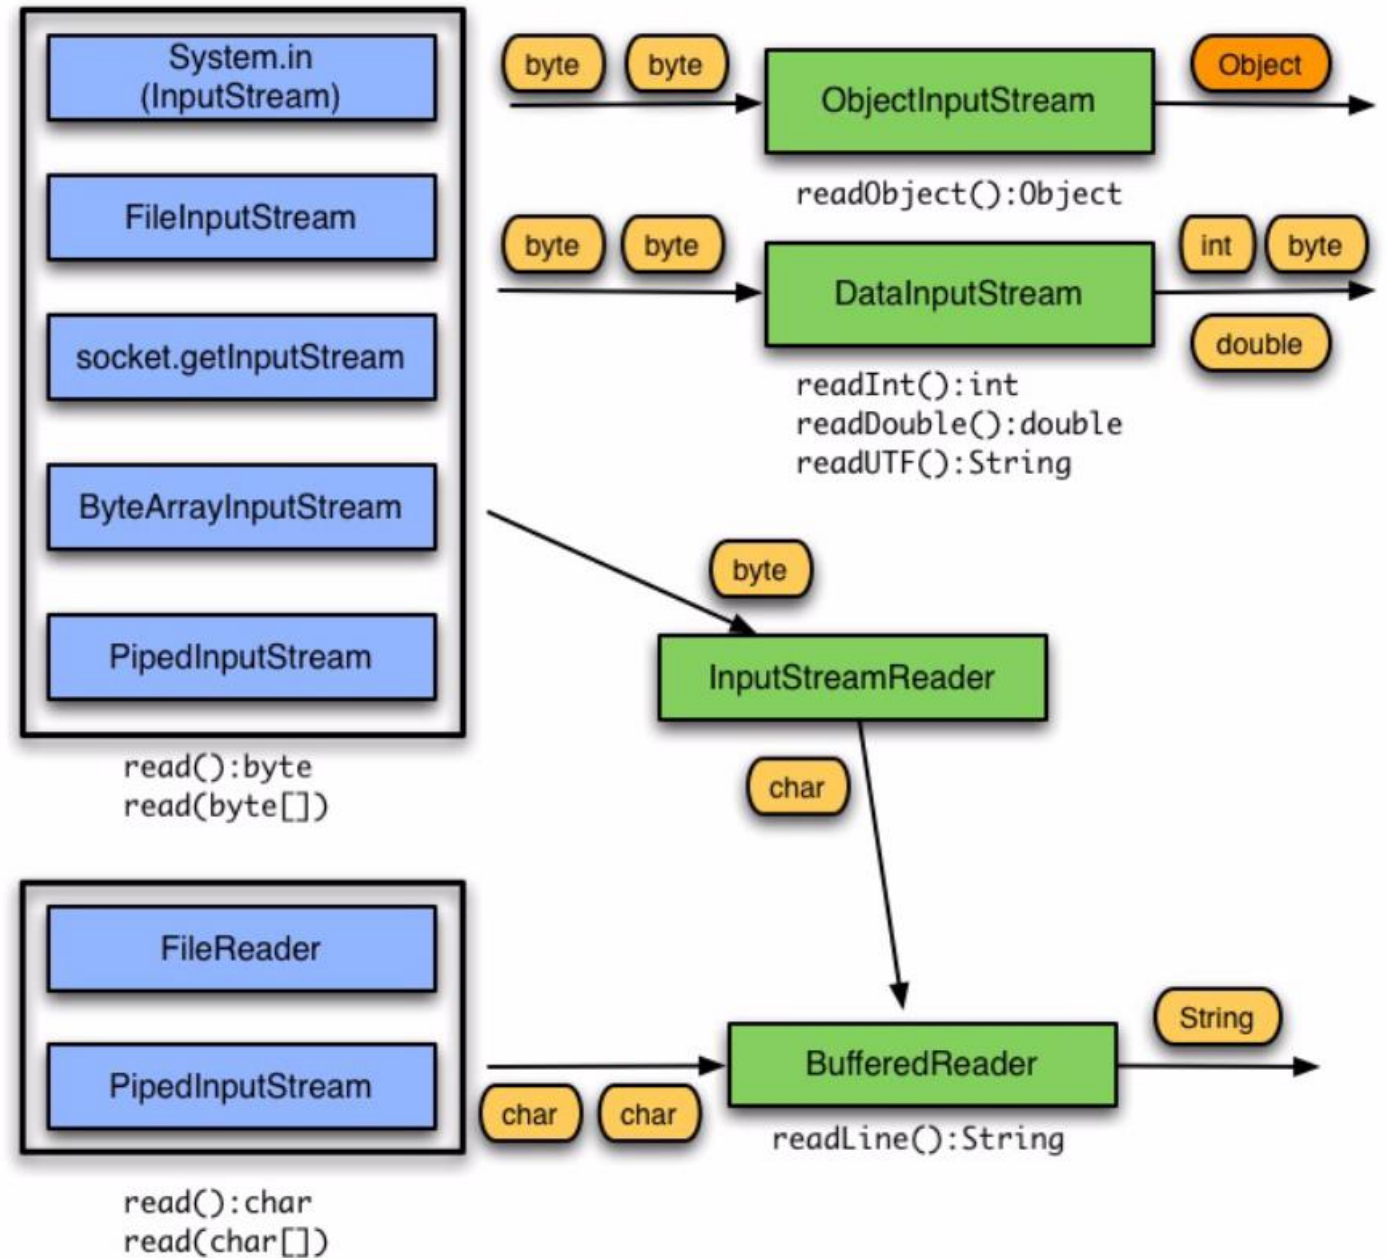 System.in
(InputStream)
FileInputStream
socket.getInputStream
ByteArrayInputStream
PipedInputStream
read():byte
read(byte[])
byte byte
ObjectInputStream
Object
readObject():Object
byte byte
DataInputStream
int byte
double
readInt():int
readDouble():double
readUTF():String
byte
InputStreamReader
char
FileReader
PipedInputStream
read():char
read(char[])
char char
BufferedReader
String
readLine():String